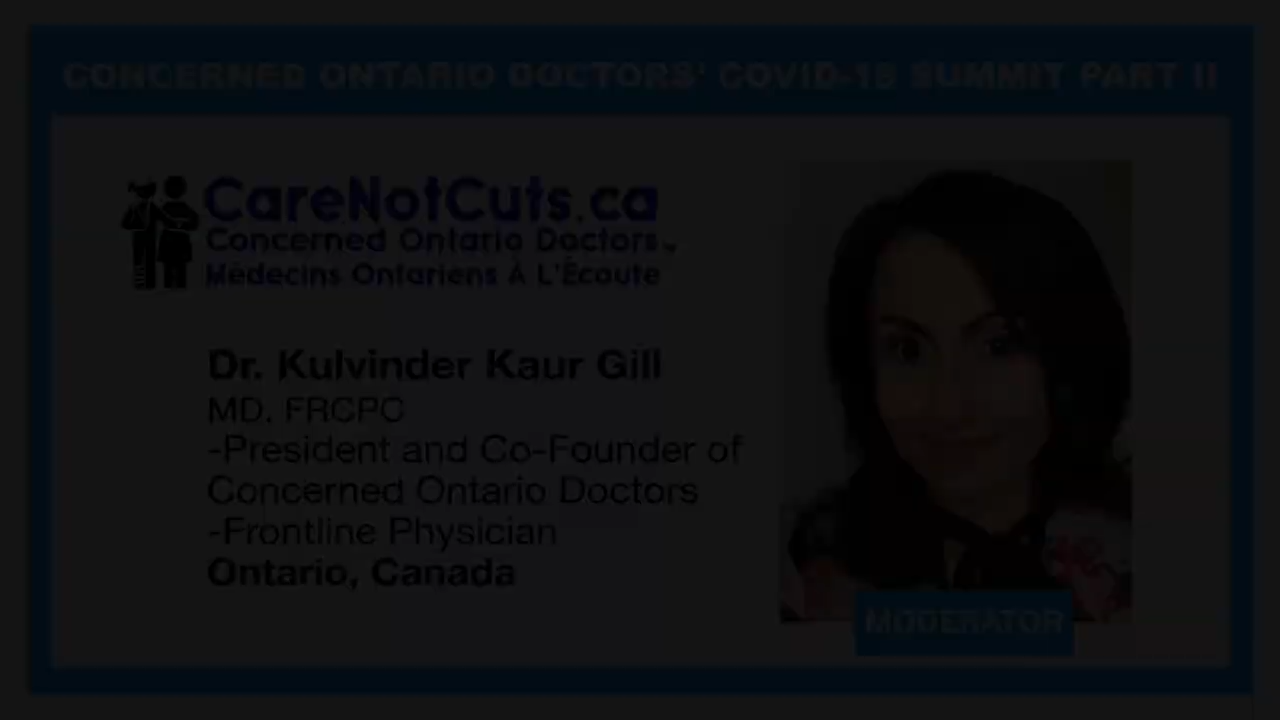 CONCERNED ONTARIO DOCTORS' COVID-19 SUMMIT PART II
CareNotCuts.ca
Concerned Ontario Doctors
Médecins Ontariens À L'Écoute
Dr. Kulvinder Kaur Gill
MD. FRCPC
-President and Co-Founder of
Concerned Ontario Doctors
-Frontline Physician
Ontario, Canada
MODERATOR